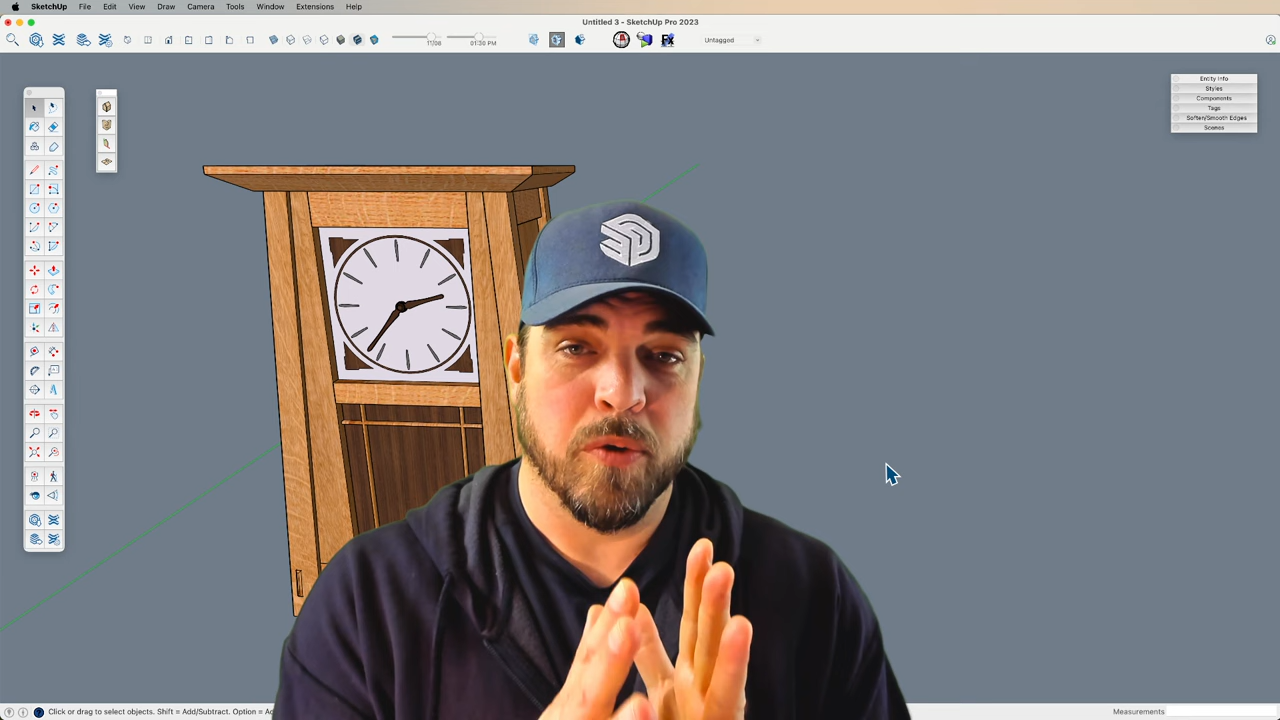 SketchUp File Edit View Draw Camera Tools Window Extensions Help
Untitled 3 - SketchUp Pro 2023
11/08 01:30 PM Fx Untagged
Entity Info
Styles
Components
Tags
Soften/Smooth Edges
Scenes
A
Click or drag to select objects. Shift = Add/Subtract. Option =
Measurements